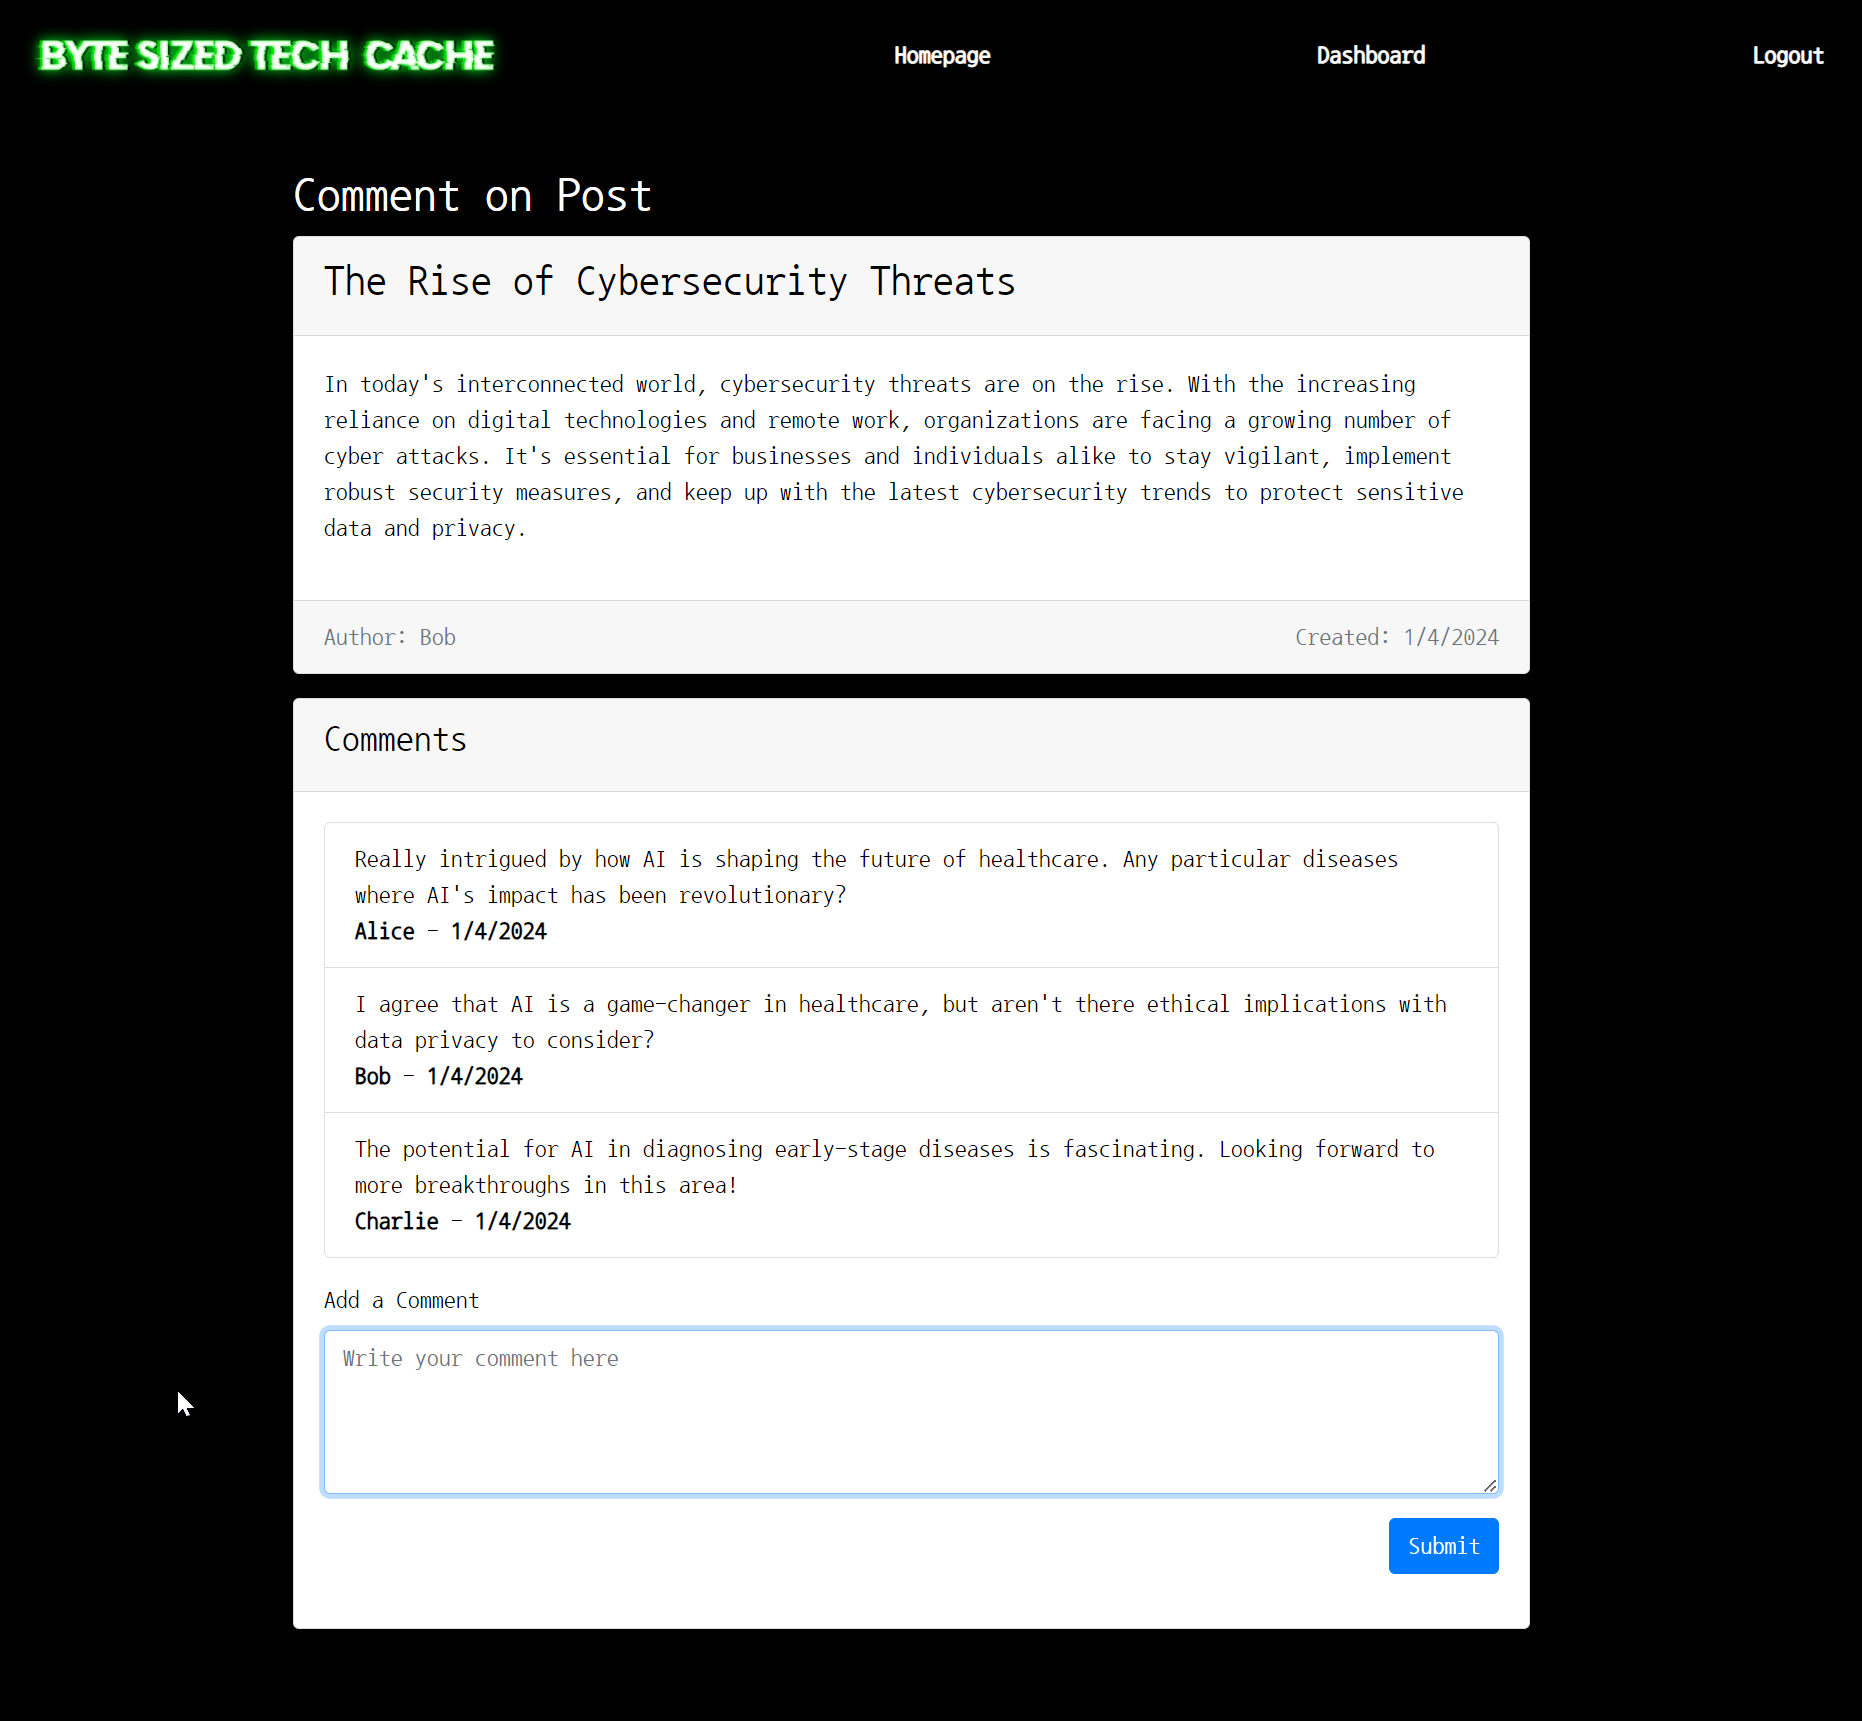 BYTE SIZED TECH CACHE
Homepage
Dashboard
Logout
Comment on Post
The Rise of Cybersecurity Threats
In today's interconnected world, cybersecurity threats are on the rise. With the increasing
reliance on digital technologies and remote work, organizations are facing a growing number of
cyber attacks. It's essential for businesses and individuals alike to stay vigilant, implement
robust security measures, and keep up with the latest cybersecurity trends to protect sensitive
data and privacy.
Author: Bob
Created: 1/4/2024
Comments
Really intrigued by how AI is shaping the future of healthcare. Any particular diseases
where AI's impact has been revolutionary?
Alice - 1/4/2024
I agree that AI is a game-changer in healthcare, but aren't there ethical implications with
data privacy to consider?
Bob - 1/4/2024
The potential for AI in diagnosing early-stage diseases is fascinating. Looking forward to
more breakthroughs in this area!
Charlie - 1/4/2024
Add a Comment
Write your comment here
Submit